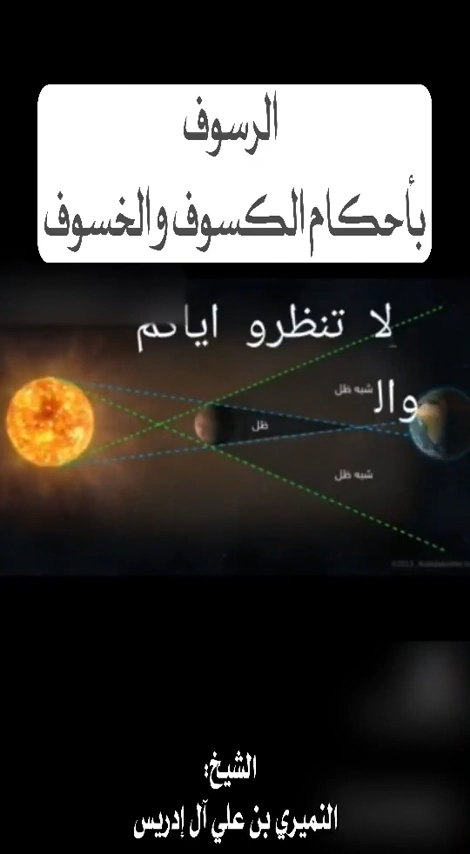 الرسوف
بأحكام الكسوف والخسوف
لا تنظرو ايا
شبه ظل
وال
ظل
شبه ظل
الشيخ:
النميري بن علي آل إدريس